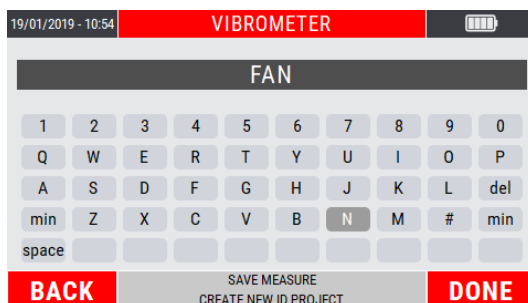 19/01/2019 - 10:54 VIBROMETER
FAN
1 2 3 4 5 6 7 8 9 0
Q W E R T Y U I O P
A S D F G H J K L del
min Z X C V B N M # min
space
BACK SAVE MEASURE DONE
CREATE NEW ID PROJECT